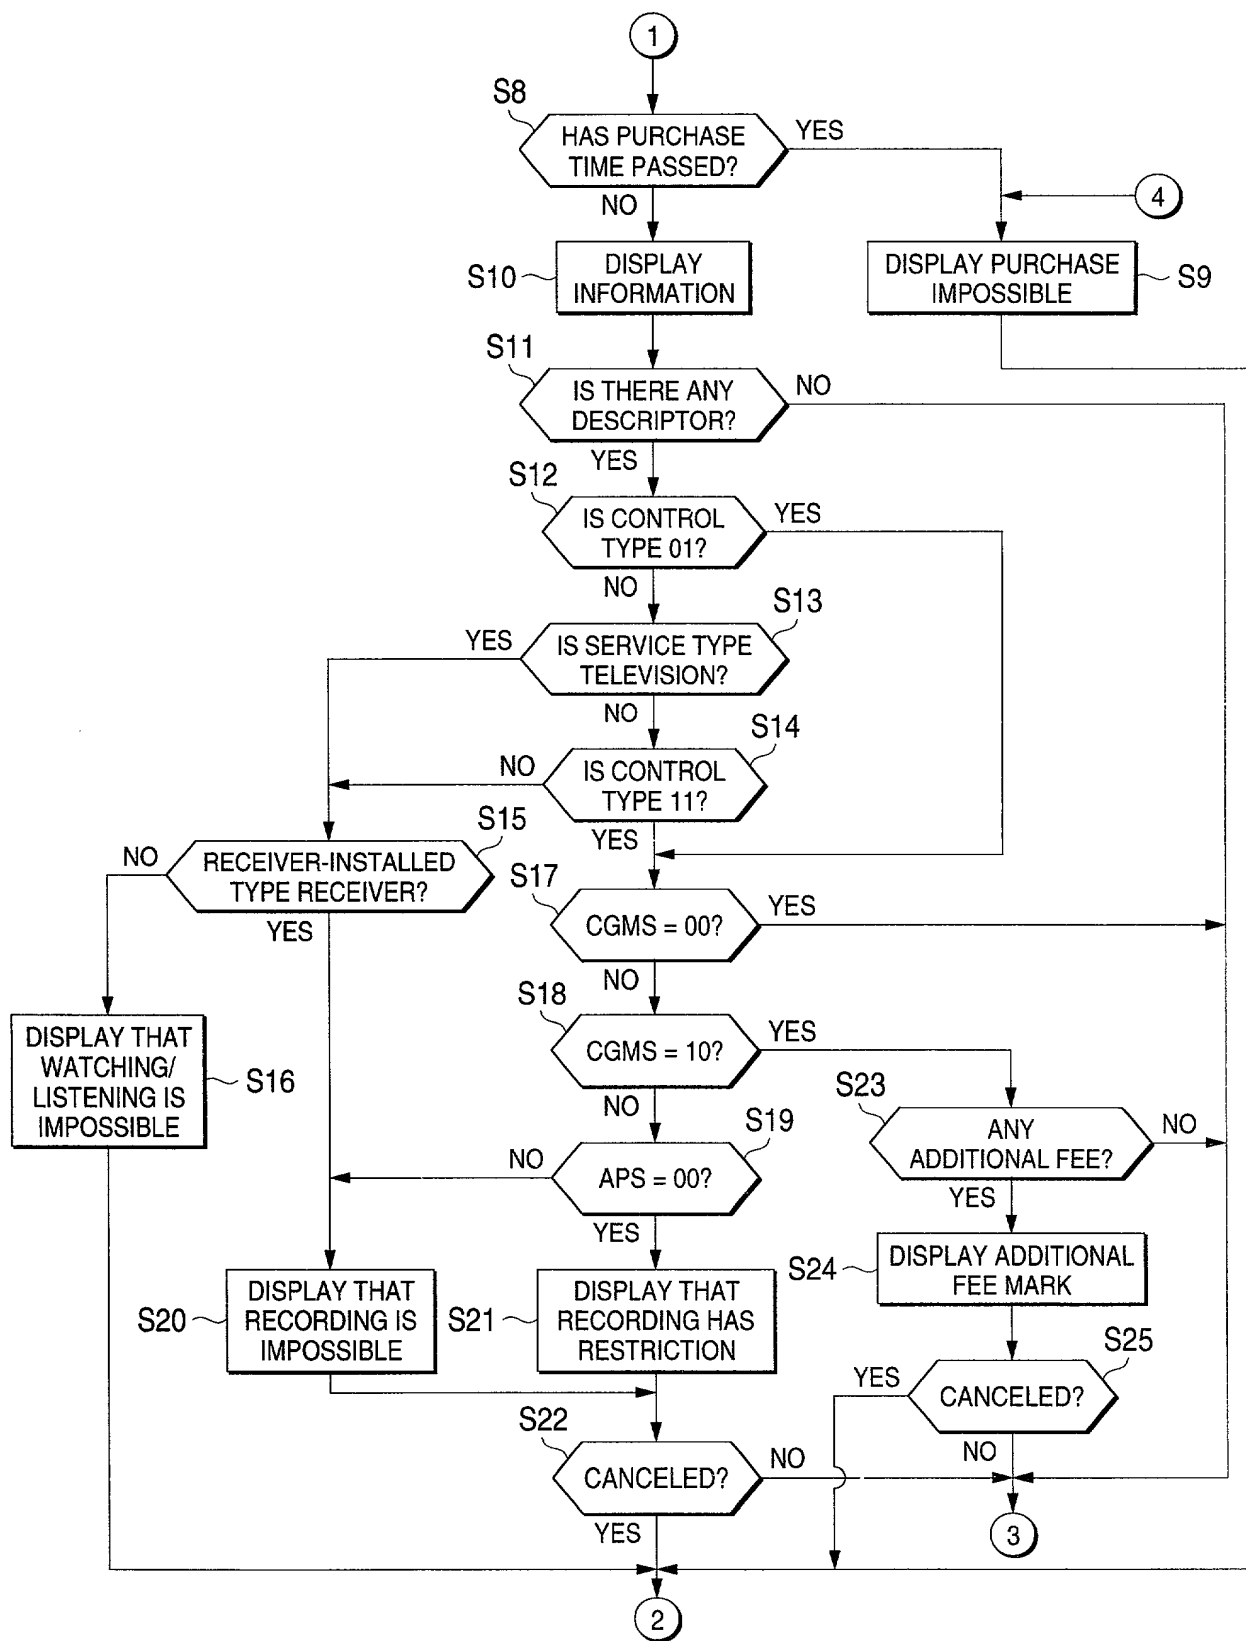 1
S8
HAS PURCHASE
TIME PASSED?
YES
NO
4
S10
DISPLAY
INFORMATION
DISPLAY PURCHASE
IMPOSSIBLE
S9
S11
IS THERE ANY
DESCRIPTOR?
NO
YES
S12
IS CONTROL
TYPE 01?
YES
NO
S13
YES
IS SERVICE TYPE
TELEVISION?
NO
S14
NO
IS CONTROL
TYPE 11?
YES
S15
NO
RECEIVER-INSTALLED
TYPE RECEIVER?
YES
S17
CGMS = 00?
YES
NO
S18
CGMS = 10?
YES
NO
DISPLAY THAT
WATCHING/
LISTENING IS
IMPOSSIBLE
S16
S23
ANY
ADDITIONAL FEE?
NO
YES
S19
NO
APS = 00?
YES
S24
DISPLAY ADDITIONAL
FEE MARK
S20
DISPLAY THAT
RECORDING IS
IMPOSSIBLE
S21
DISPLAY THAT
RECORDING HAS
RESTRICTION
S25
YES
CANCELED?
NO
S22
CANCELED?
NO
YES
3
2